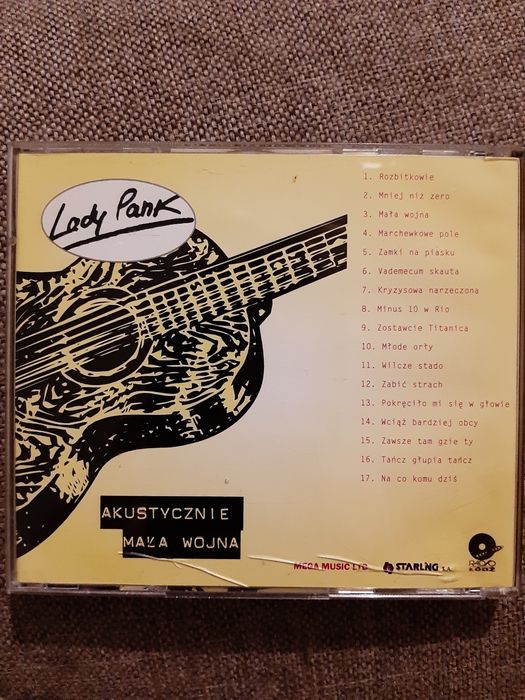 Lady Pank
1. Rozbitkowie
2. Mniej niż zero
3. Mała wojna
4. Marchewkowe pole
5. Zamki na piasku
6. Vademecum skauta
7. Kryzysowa narzeczona
8. Minus 10 w Rio
9. Zostawcie Titanica
10. Młode orły
11. Wilcze stado
12. Zabić strach
13. Pokręciło mi się w głowie
14. Wciąż bardziej obcy
15. Zawsze tam gzie ty
16. Tańcz głupia tańcz
17. Na co komu dziś
AKUSTYCZNIE
MAŁA WOJNA
MEGA MUSIC LTD
STARLING S.A.
RADYO
ŁÓDŹ